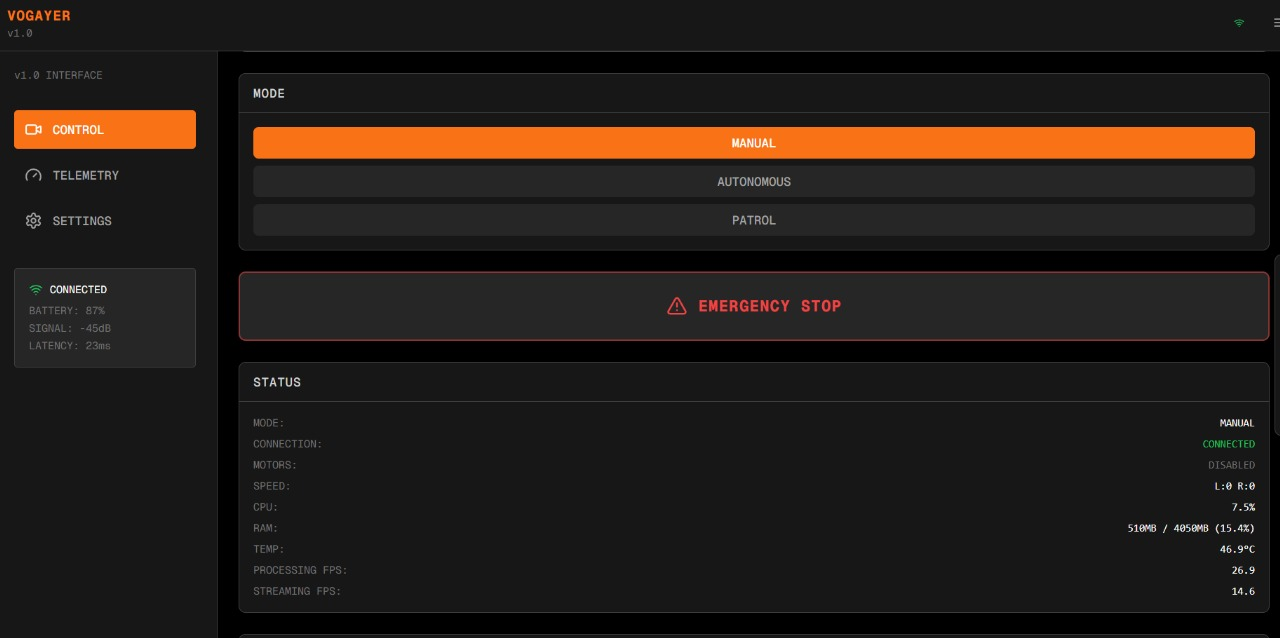 VOGAYER
v1.0
v1.0 INTERFACE
CONTROL
TELEMETRY
SETTINGS
CONNECTED
BATTERY: 87%
SIGNAL: -45dB
LATENCY: 23ms
MODE
MANUAL
AUTONOMOUS
PATROL
EMERGENCY STOP
STATUS
MODE: MANUAL
CONNECTION: CONNECTED
MOTORS: DISABLED
SPEED: L:0 R:0
CPU: 7.5%
RAM: 510MB / 4050MB (15.4%)
TEMP: 46.9°C
PROCESSING FPS: 26.9
STREAMING FPS: 14.6